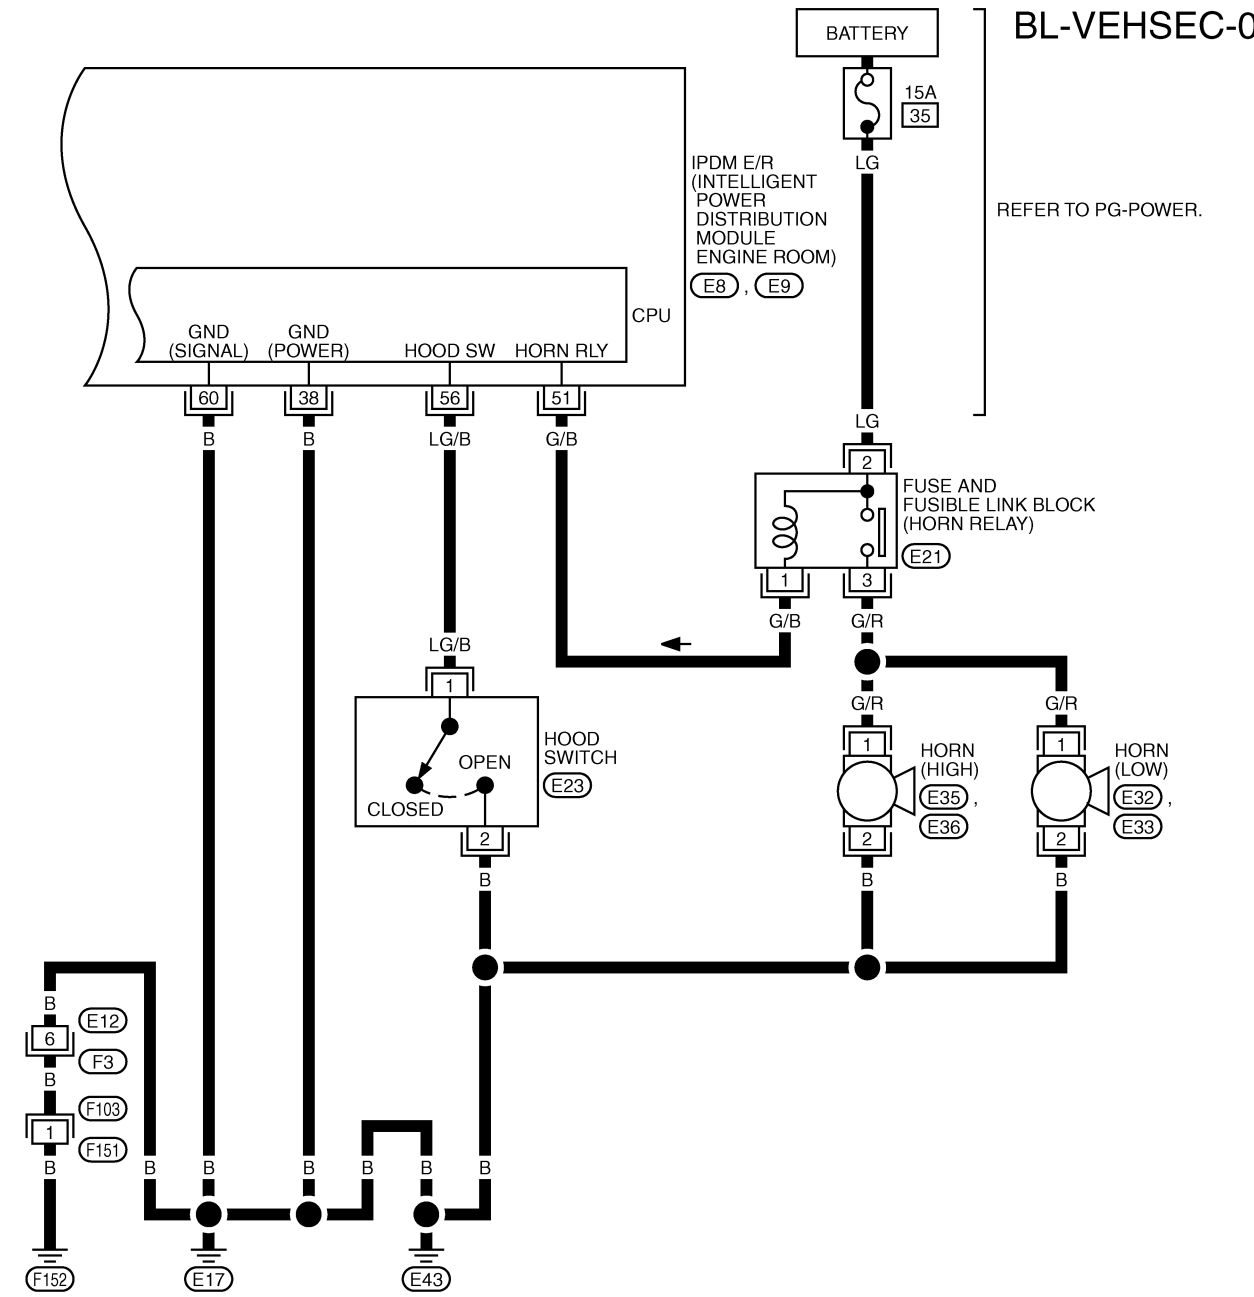 BL-VEHSEC-0
BATTERY
15A
35
LG
IPDM E/R
(INTELLIGENT
POWER
DISTRIBUTION
MODULE
ENGINE ROOM)
E8 , E9
REFER TO PG-POWER.
CPU
GND
(SIGNAL)
GND
(POWER)
HOOD SW
HORN RLY
60
38
56
51
B
B
LG/B
G/B
LG
2
FUSE AND
FUSIBLE LINK BLOCK
(HORN RELAY)
E21
1
3
G/B
G/R
LG/B
1
HOOD
SWITCH
E23
OPEN
CLOSED
2
B
G/R
G/R
1
1
HORN
(HIGH)
E35 ,
E36
HORN
(LOW)
E32 ,
E33
2
2
B
B
B
6
E12
F3
B
F103
1
F151
B
B
B
B
B
B
B
F152
E17
E43